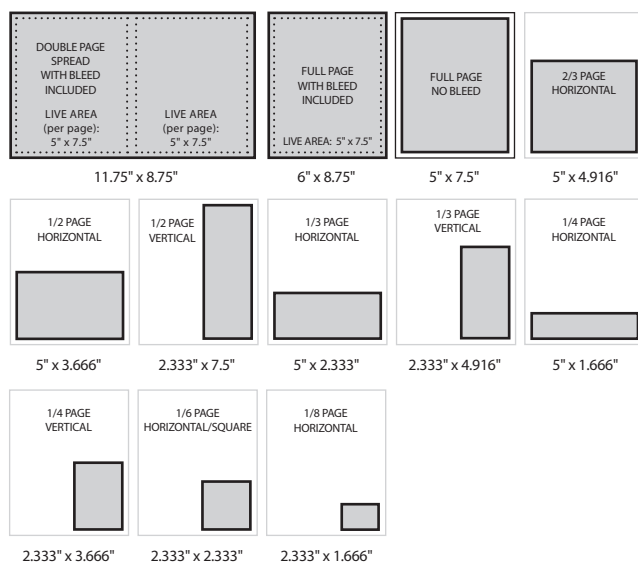 DOUBLE PAGE
SPREAD
WITH BLEED
INCLUDED
LIVE AREA
(per page):
5" x 7.5"
LIVE AREA
(per page):
5" x 7.5"
11.75" x 8.75"
FULL PAGE
WITH BLEED
INCLUDED
LIVE AREA: 5" x 7.5"
6" x 8.75"
FULL PAGE
NO BLEED
5" x 7.5"
2/3 PAGE
HORIZONTAL
5" x 4.916"
1/2 PAGE
HORIZONTAL
5" x 3.666"
1/2 PAGE
VERTICAL
2.333" x 7.5"
1/3 PAGE
HORIZONTAL
5" x 2.333"
1/3 PAGE
VERTICAL
2.333" x 4.916"
1/4 PAGE
HORIZONTAL
5" x 1.666"
1/4 PAGE
VERTICAL
2.333" x 3.666"
1/6 PAGE
HORIZONTAL/SQUARE
2.333" x 2.333"
1/8 PAGE
HORIZONTAL
2.333" x 1.666"